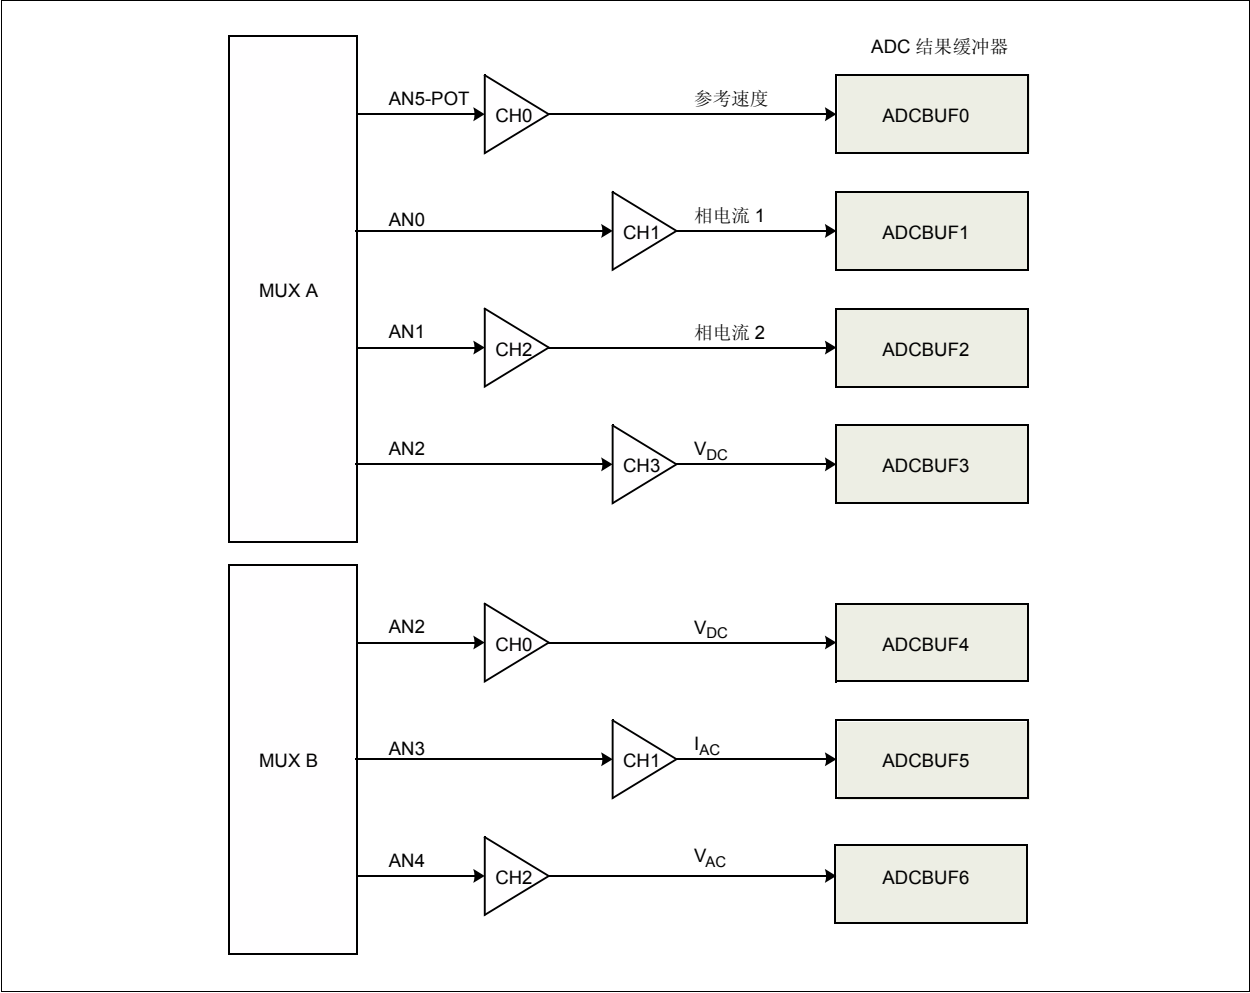 ADC 结果缓冲器
AN5-POT
CH0
参考速度
ADCBUF0
AN0
CH1
相电流 1
ADCBUF1
MUX A
AN1
CH2
相电流 2
ADCBUF2
AN2
CH3
VDC
ADCBUF3
AN2
CH0
VDC
ADCBUF4
MUX B
AN3
CH1
IAC
ADCBUF5
AN4
CH2
VAC
ADCBUF6